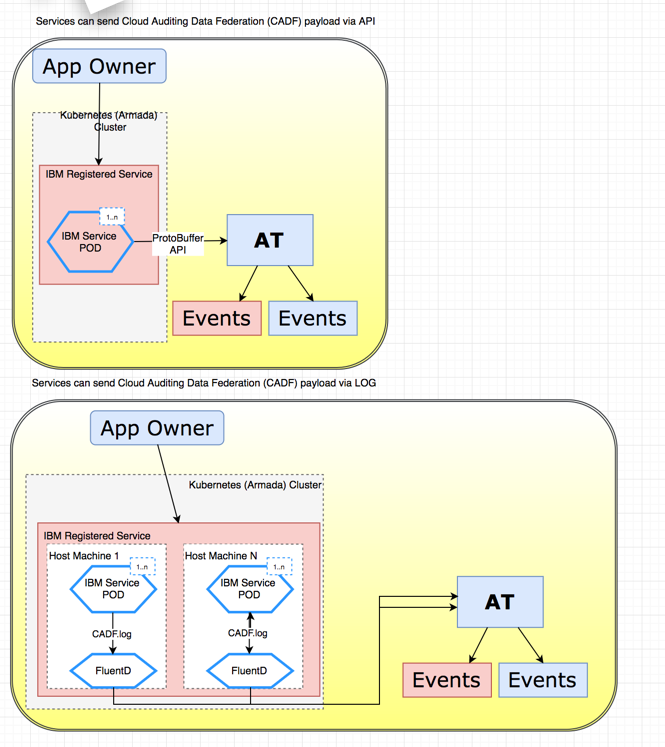 Services can send Cloud Auditing Data Federation (CADF) payload via API
App Owner
Kubernetes (Armada)
Cluster
IBM Registered Service
1..n
IBM Service
POD
ProtoBuffer
API
AT
Events
Events
Services can send Cloud Auditing Data Federation (CADF) payload via LOG
App Owner
Kubernetes (Armada) Cluster
IBM Registered Service
Host Machine 1
1..n
IBM Service
POD
CADF.log
FluentD
Host Machine N
1..n
IBM Service
POD
CADF.log
FluentD
AT
Events
Events